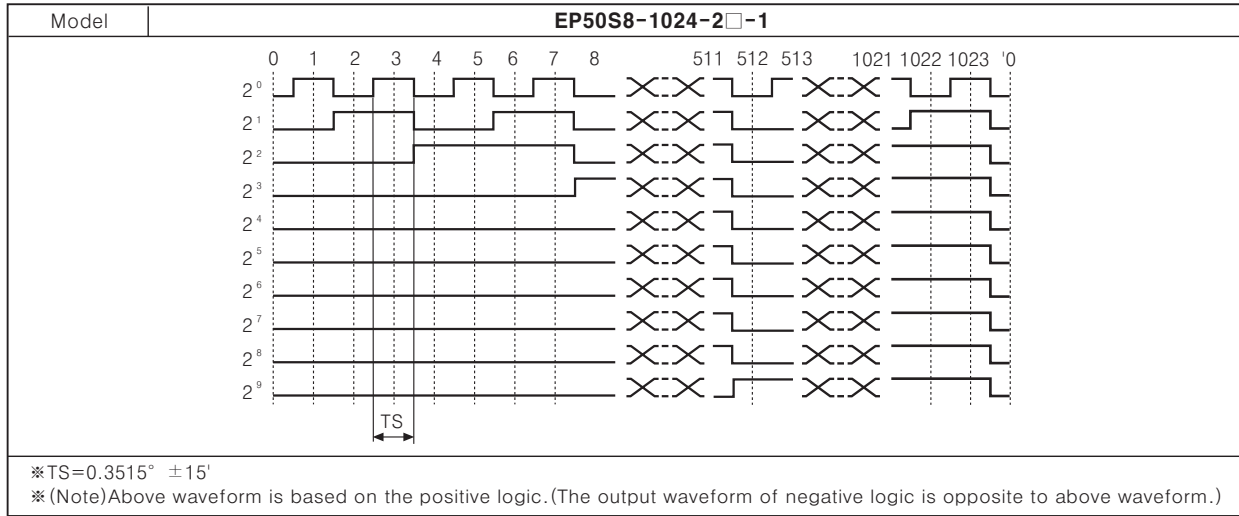 Model EP50S8-1024-2□-1
0 1 2 3 4 5 6 7 8 511 512 513 1021 1022 1023 '0
2⁰
2¹
2²
2³
2⁴
2⁵
2⁶
2⁷
2⁸
2⁹
TS
※TS=0.3515° ±15'
※(Note)Above waveform is based on the positive logic.(The output waveform of negative logic is opposite to above waveform.)